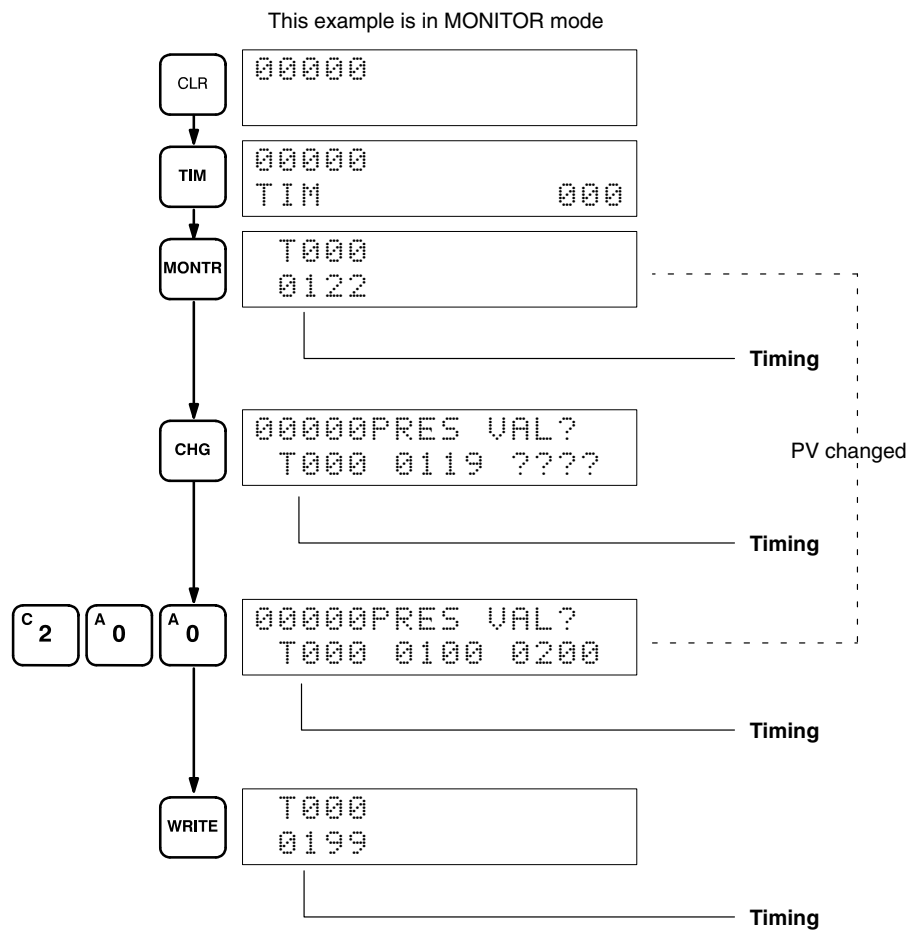 This example is in MONITOR mode
CLR
00000
TIM
00000
TIM 000
MONTR
T000
0122
Timing
CHG
00000PRES VAL?
T000 0119 ????
PV changed
Timing
C 2 A 0 A 0
00000PRES VAL?
T000 0100 0200
Timing
WRITE
T000
0199
Timing